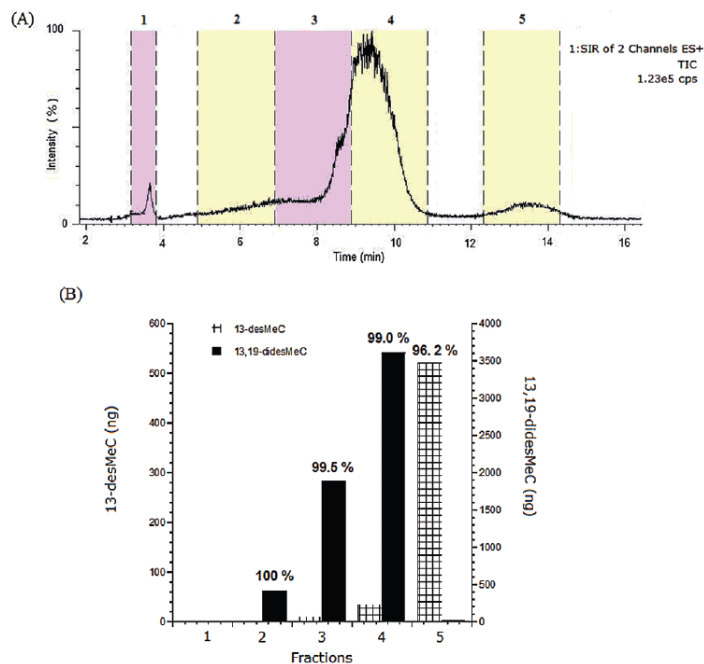 (A)
1 2 3 4 5
100
1:SIR of 2 Channels ES+
TIC
1.23e5 cps
Intensity (%)
0
2 4 6 8 10 12 14 16
Time (min)
(B)
13-desMeC
13,19-didesMeC
600
500
400
300
200
100
0
13-desMeC (ng)
100 %
99.5 %
99.0 %
96. 2 %
4000
3500
3000
2500
2000
1500
1000
500
0
13,19-didesMeC (ng)
1 2 3 4 5
Fractions